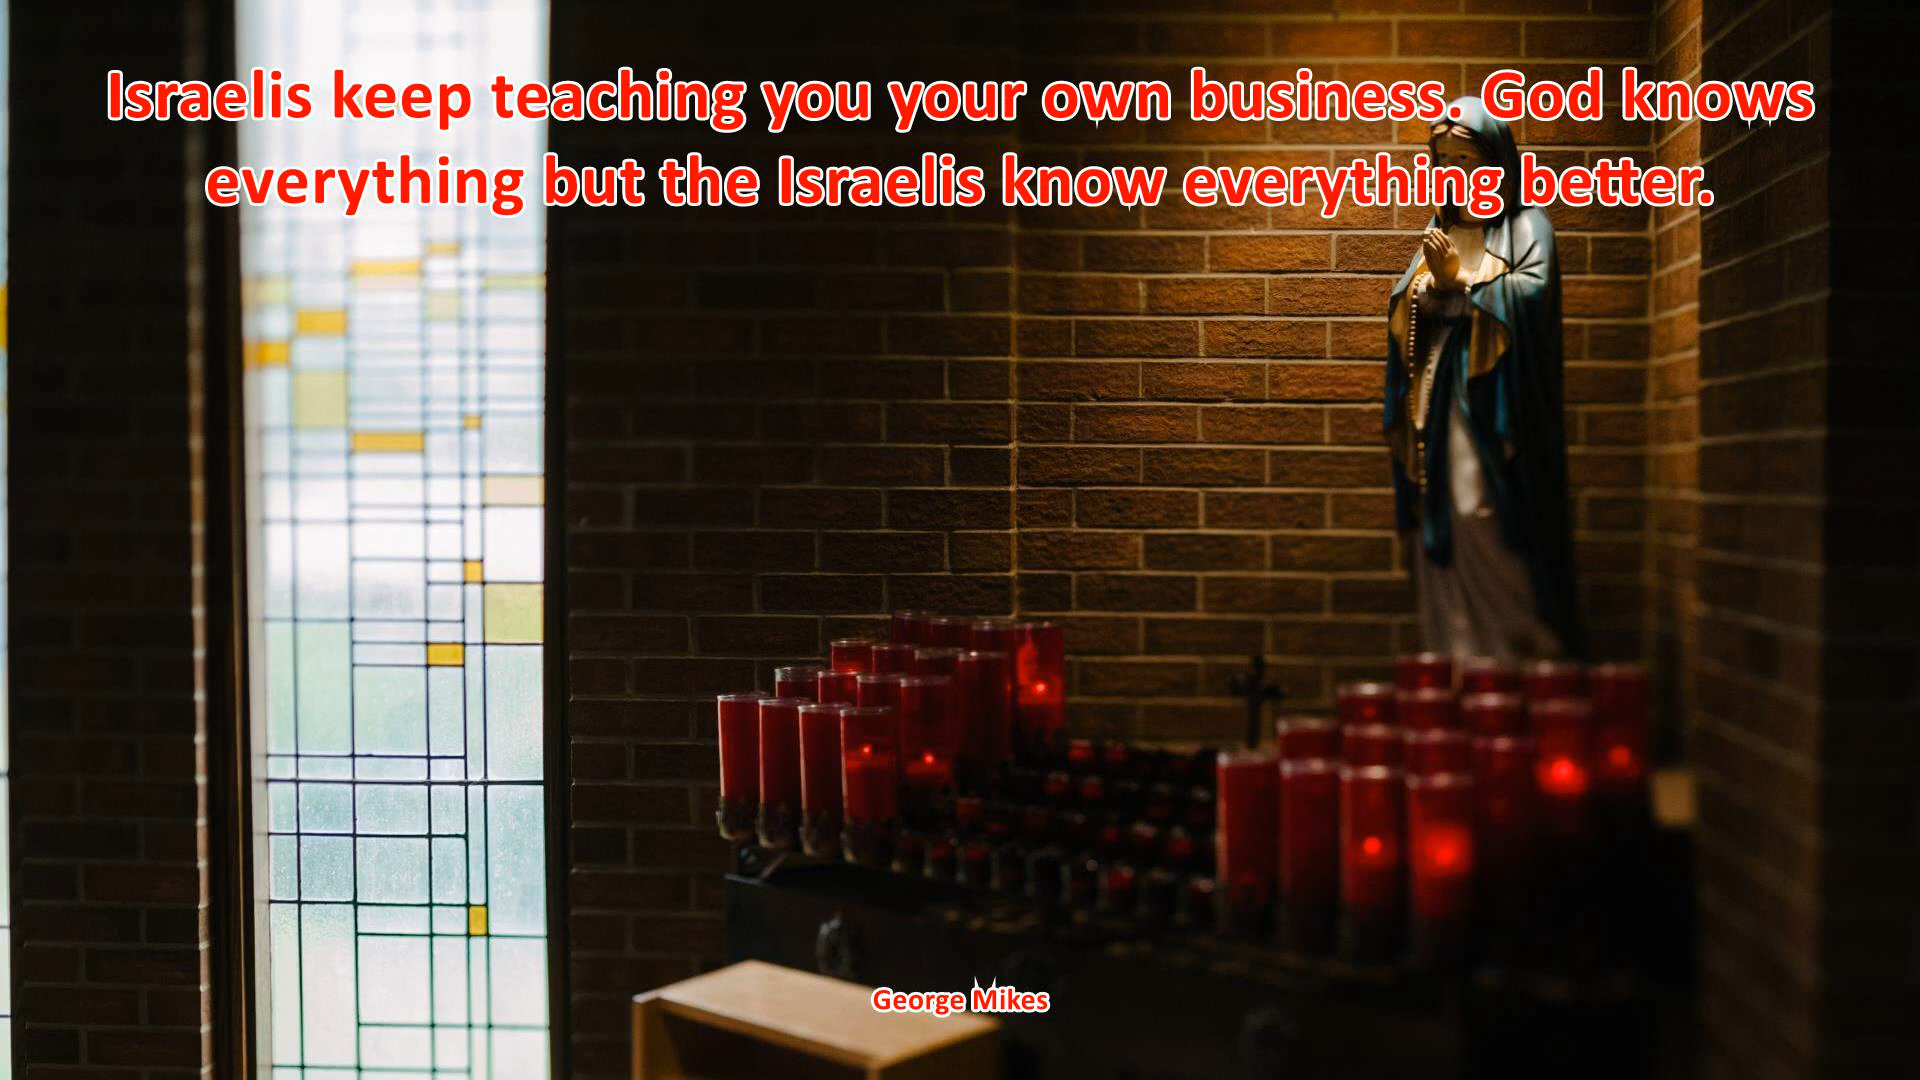 Israelis keep teaching you your own business. God knows
everything but the Israelis know everything better.
George Mikes